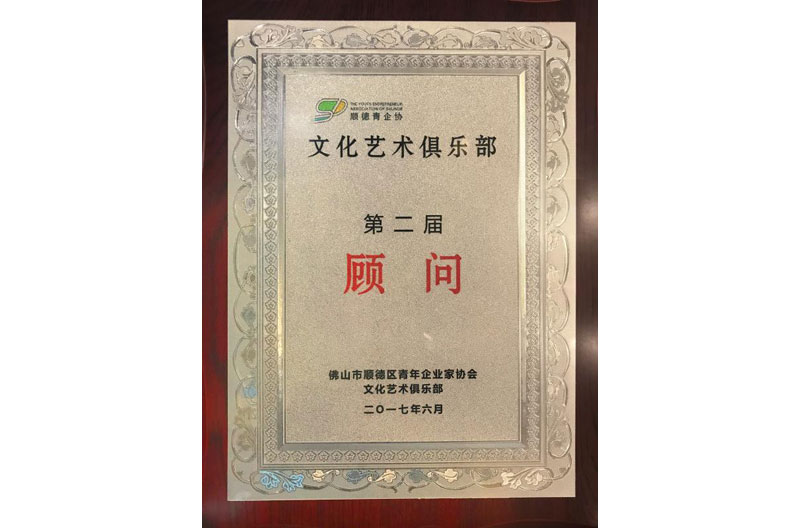 THE YOUTH ENTREPRENEUR
ASSOCIATION OF SHUNDE
顺德青企协
文化艺术俱乐部
第二届
顾问
佛山市顺德区青年企业家协会
文化艺术俱乐部
二〇一七年六月